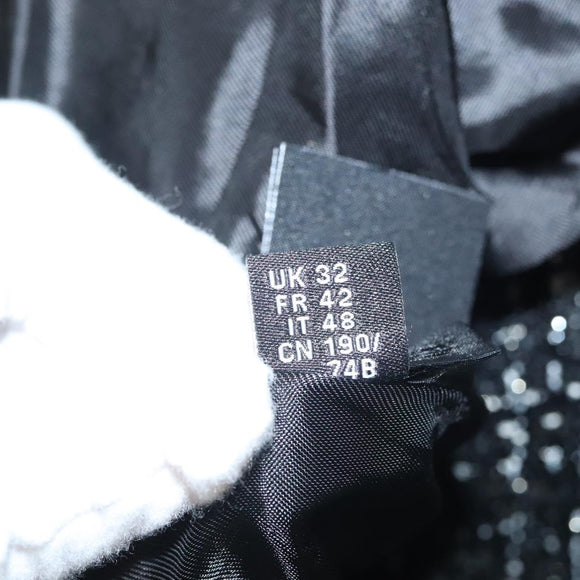 UK 32
FR 42
IT 48
CN 190/
74B